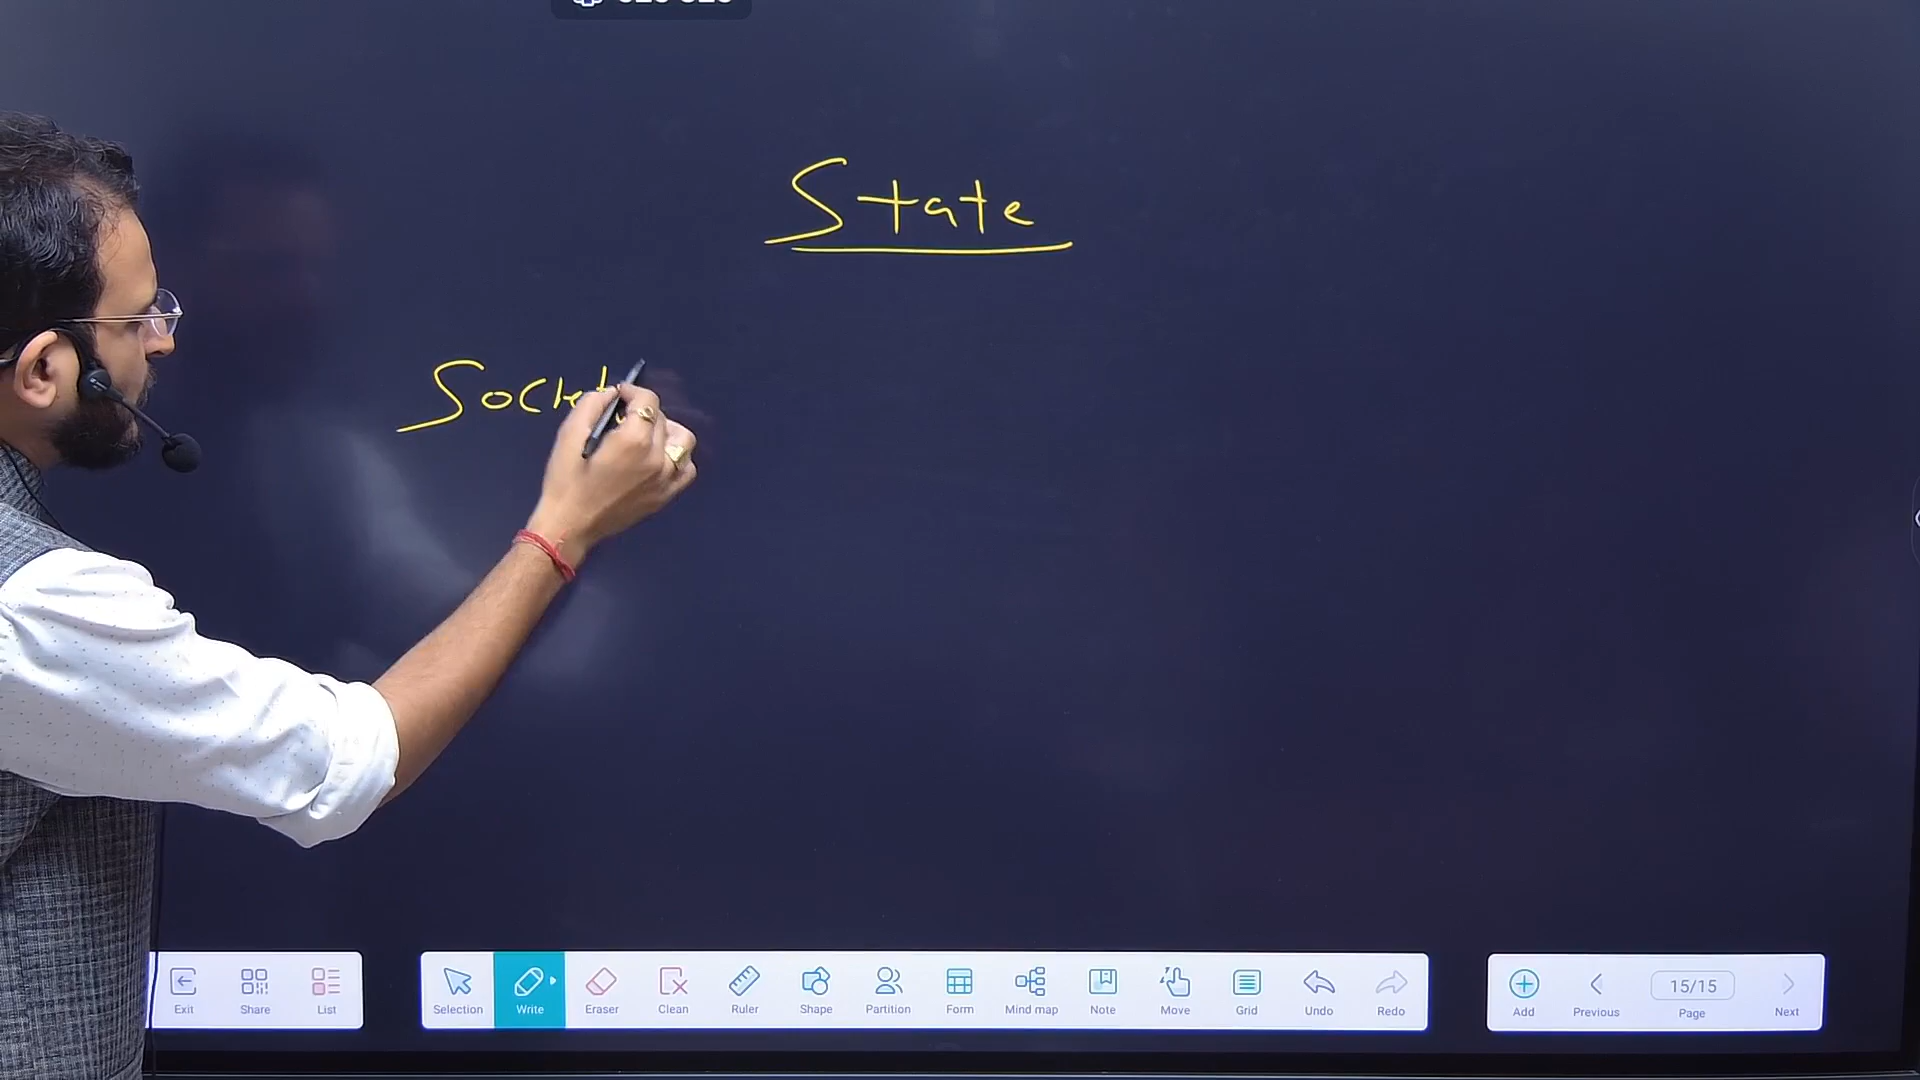 State
Society
Exit
Share
List
Selection
Write
Eraser
Clean
Ruler
Shape
Partition
Form
Mind map
Note
Move
Grid
Undo
Redo
Add
Previous
15/15
Page
Next